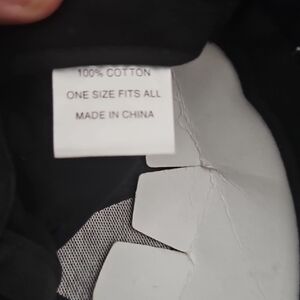 100% COTTON
ONE SIZE FITS ALL
MADE IN CHINA